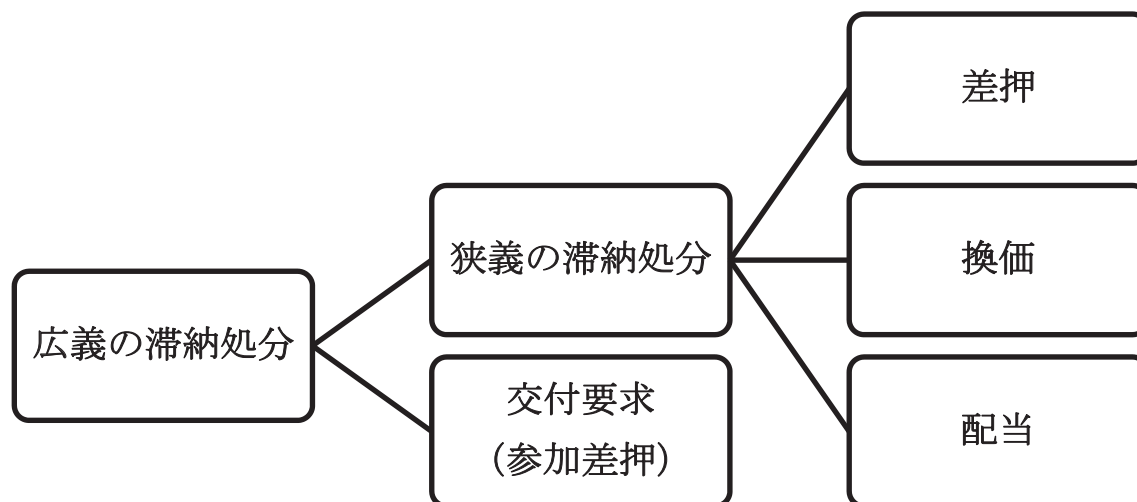 広義の滞納処分
狭義の滞納処分
交付要求
（参加差押）
差押
換価
配当